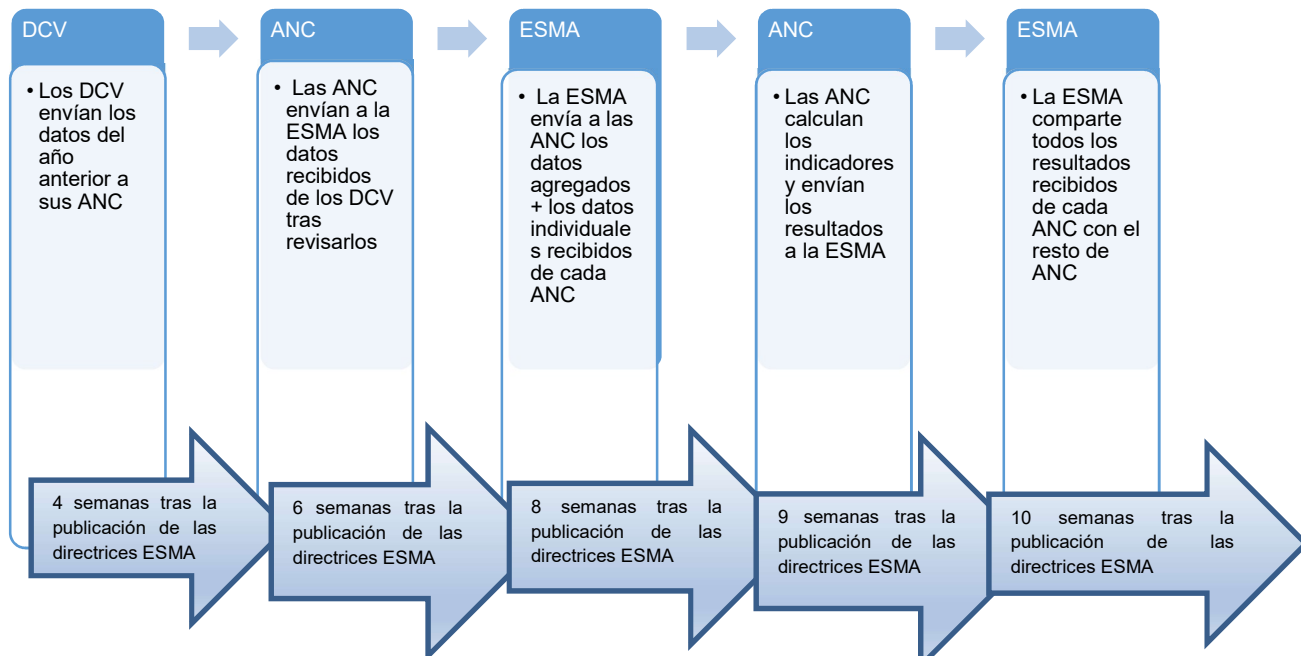 DCV
• Los DCV
envían los
datos del
año
anterior a
sus ANC
ANC
• Las ANC
envían a la
ESMA los
datos
recibidos
de los DCV
tras
revisarlos
ESMA
• La ESMA
envía a las
ANC los
datos
agregados
+ los datos
individuale
s recibidos
de cada
ANC
ANC
• Las ANC
calculan
los
indicadores
y envían
los
resultados
a la ESMA
ESMA
• La ESMA
comparte
todos los
resultados
recibidos
de cada
ANC con el
resto de
ANC
4 semanas tras la
publicación de las
directrices ESMA
6 semanas tras la
publicación de las
directrices ESMA
8 semanas tras la
publicación de las
directrices ESMA
9 semanas tras la
publicación de las
directrices ESMA
10 semanas tras la
publicación de las
directrices ESMA